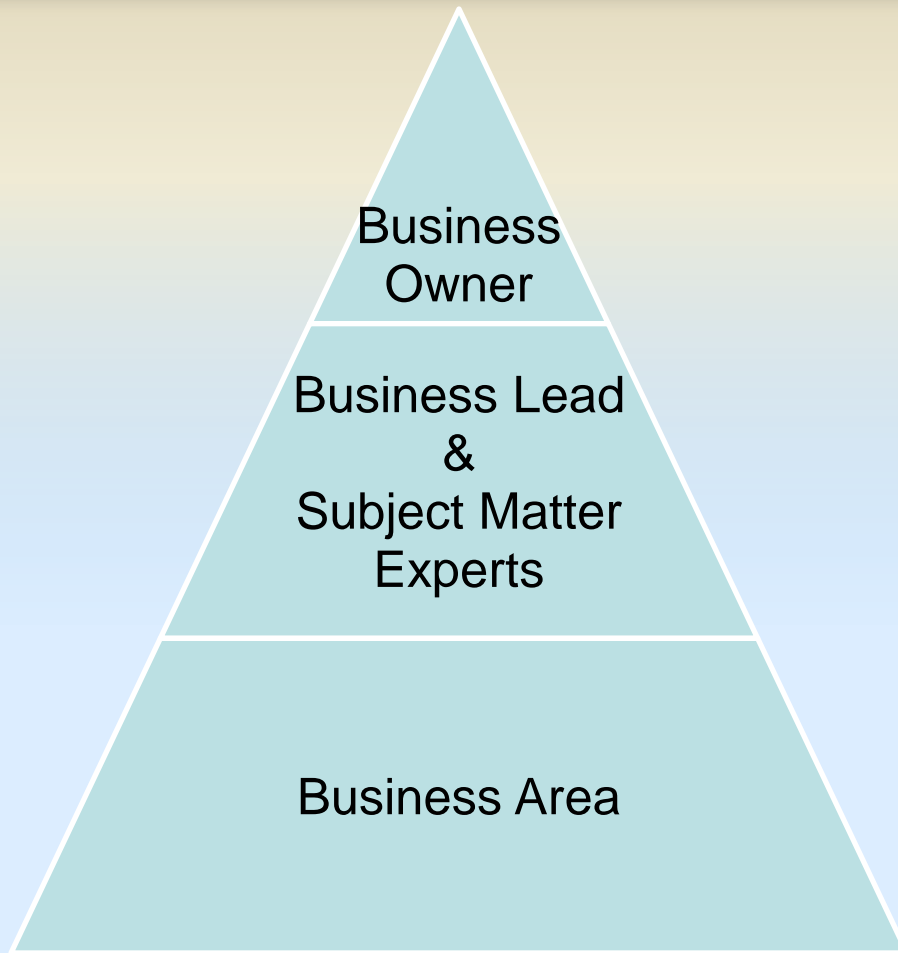 Business
Owner
Business Lead
&
Subject Matter
Experts
Business Area